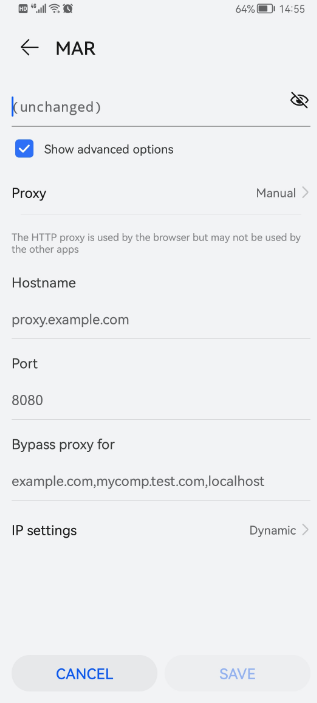 HD 4G 64% 14:55
MAR
(unchanged)
Show advanced options
Proxy Manual
The HTTP proxy is used by the browser but may not be used by
the other apps
Hostname
proxy.example.com
Port
8080
Bypass proxy for
example.com,mycomp.test.com,localhost
IP settings Dynamic
CANCEL SAVE